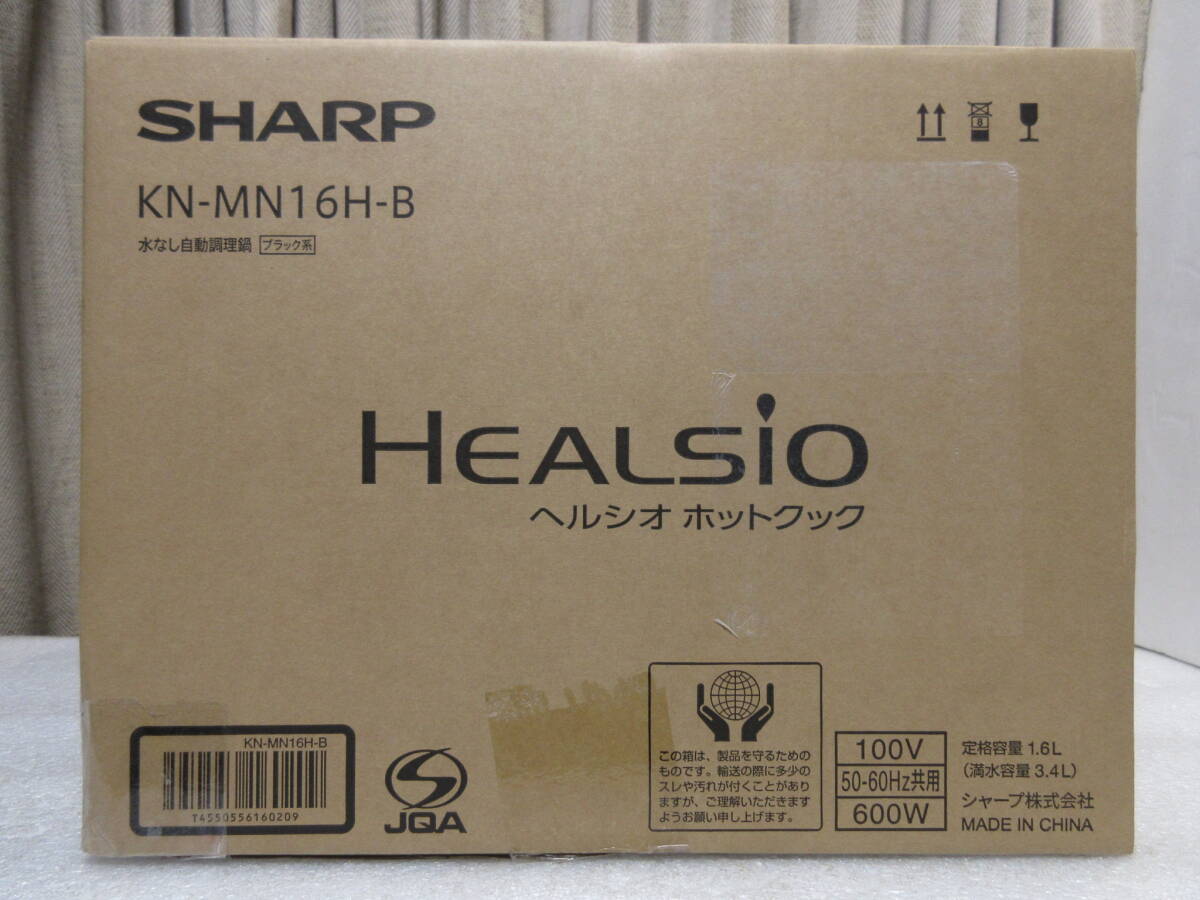 SHARP
KN-MN16H-B
水なし自動調理鍋 ブラック系
8
HEALSiO
ヘルシオ ホットクック
KN-MN16H-B
T4550556160209
S
JQA
この箱は、製品を守るための
ものです。輸送の際に多少の
スレや汚れが付くことがあり
ますが、ご理解いただきます
ようお願い申し上げます。
100V
50-60Hz共用
600W
定格容量 1.6L
(満水容量 3.4L)
シャープ株式会社
MADE IN CHINA